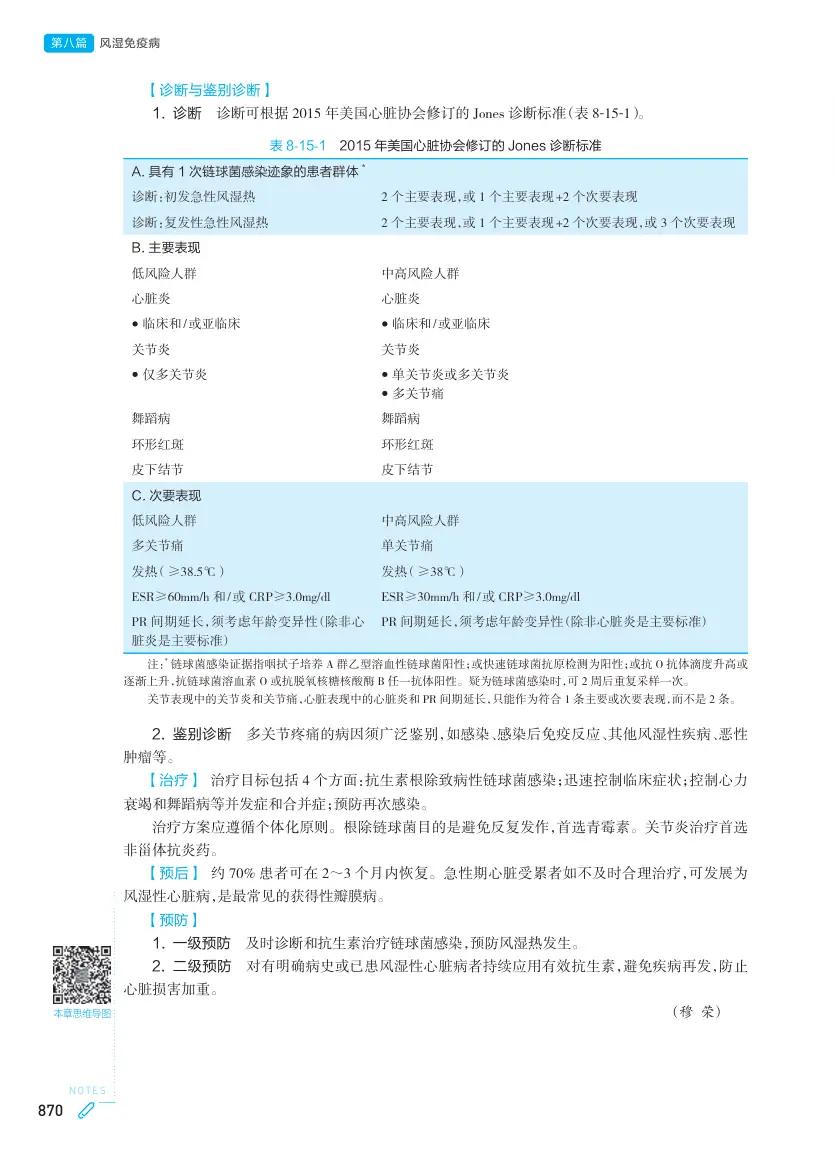 第八篇 风湿免疫病
【诊断与鉴别诊断】
1. 诊断 诊断可根据 2015 年美国心脏协会修订的 Jones 诊断标准(表 8-15-1)。
表 8-15-1 2015 年美国心脏协会修订的 Jones 诊断标准
A. 具有 1 次链球菌感染迹象的患者群体*
诊断:初发急性风湿热 2 个主要表现,或 1 个主要表现+2 个次要表现
诊断:复发性急性风湿热 2 个主要表现,或 1 个主要表现+2 个次要表现,或 3 个次要表现
B. 主要表现
低风险人群 中高风险人群
心脏炎 心脏炎
● 临床和/或亚临床 ● 临床和/或亚临床
关节炎 关节炎
● 仅多关节炎 ● 单关节炎或多关节炎
● 多关节痛
舞蹈病 舞蹈病
环形红斑 环形红斑
皮下结节 皮下结节
C. 次要表现
低风险人群 中高风险人群
多关节痛 单关节痛
发热(≥38.5℃) 发热(≥38℃)
ESR≥60mm/h 和/或 CRP≥3.0mg/dl ESR≥30mm/h 和/或 CRP≥3.0mg/dl
PR 间期延长,须考虑年龄变异性(除非心 PR 间期延长,须考虑年龄变异性(除非心脏炎是主要标准)
脏炎是主要标准)
注:*链球菌感染证据指咽拭子培养 A 群乙型溶血性链球菌阳性;或快速链球菌抗原检测为阳性;或抗 O 抗体滴度升高或
逐渐上升,抗链球菌溶血素 O 或抗脱氧核糖核酸酶 B 任一抗体阳性。疑为链球菌感染时,可 2 周后重复采样一次。
关节表现中的关节炎和关节痛,心脏表现中的心脏炎和 PR 间期延长,只能作为符合 1 条主要或次要表现,而不是 2 条。
2. 鉴别诊断 多关节疼痛的病因须广泛鉴别,如感染、感染后免疫反应、其他风湿性疾病、恶性
肿瘤等。
【治疗】 治疗目标包括 4 个方面:抗生素根除致病性链球菌感染;迅速控制临床症状;控制心力
衰竭和舞蹈病等并发症和合并症;预防再次感染。
治疗方案应遵循个体化原则。根除链球菌目的是避免反复发作,首选青霉素。关节炎治疗首选
非甾体抗炎药。
【预后】 约 70% 患者可在 2～3 个月内恢复。急性期心脏受累者如不及时合理治疗,可发展为
风湿性心脏病,是最常见的获得性瓣膜病。
【预防】
1. 一级预防 及时诊断和抗生素治疗链球菌感染,预防风湿热发生。
2. 二级预防 对有明确病史或已患风湿性心脏病者持续应用有效抗生素,避免疾病再发,防止
心脏损害加重。
(穆 荣)
本章思维导图
NOTES
870